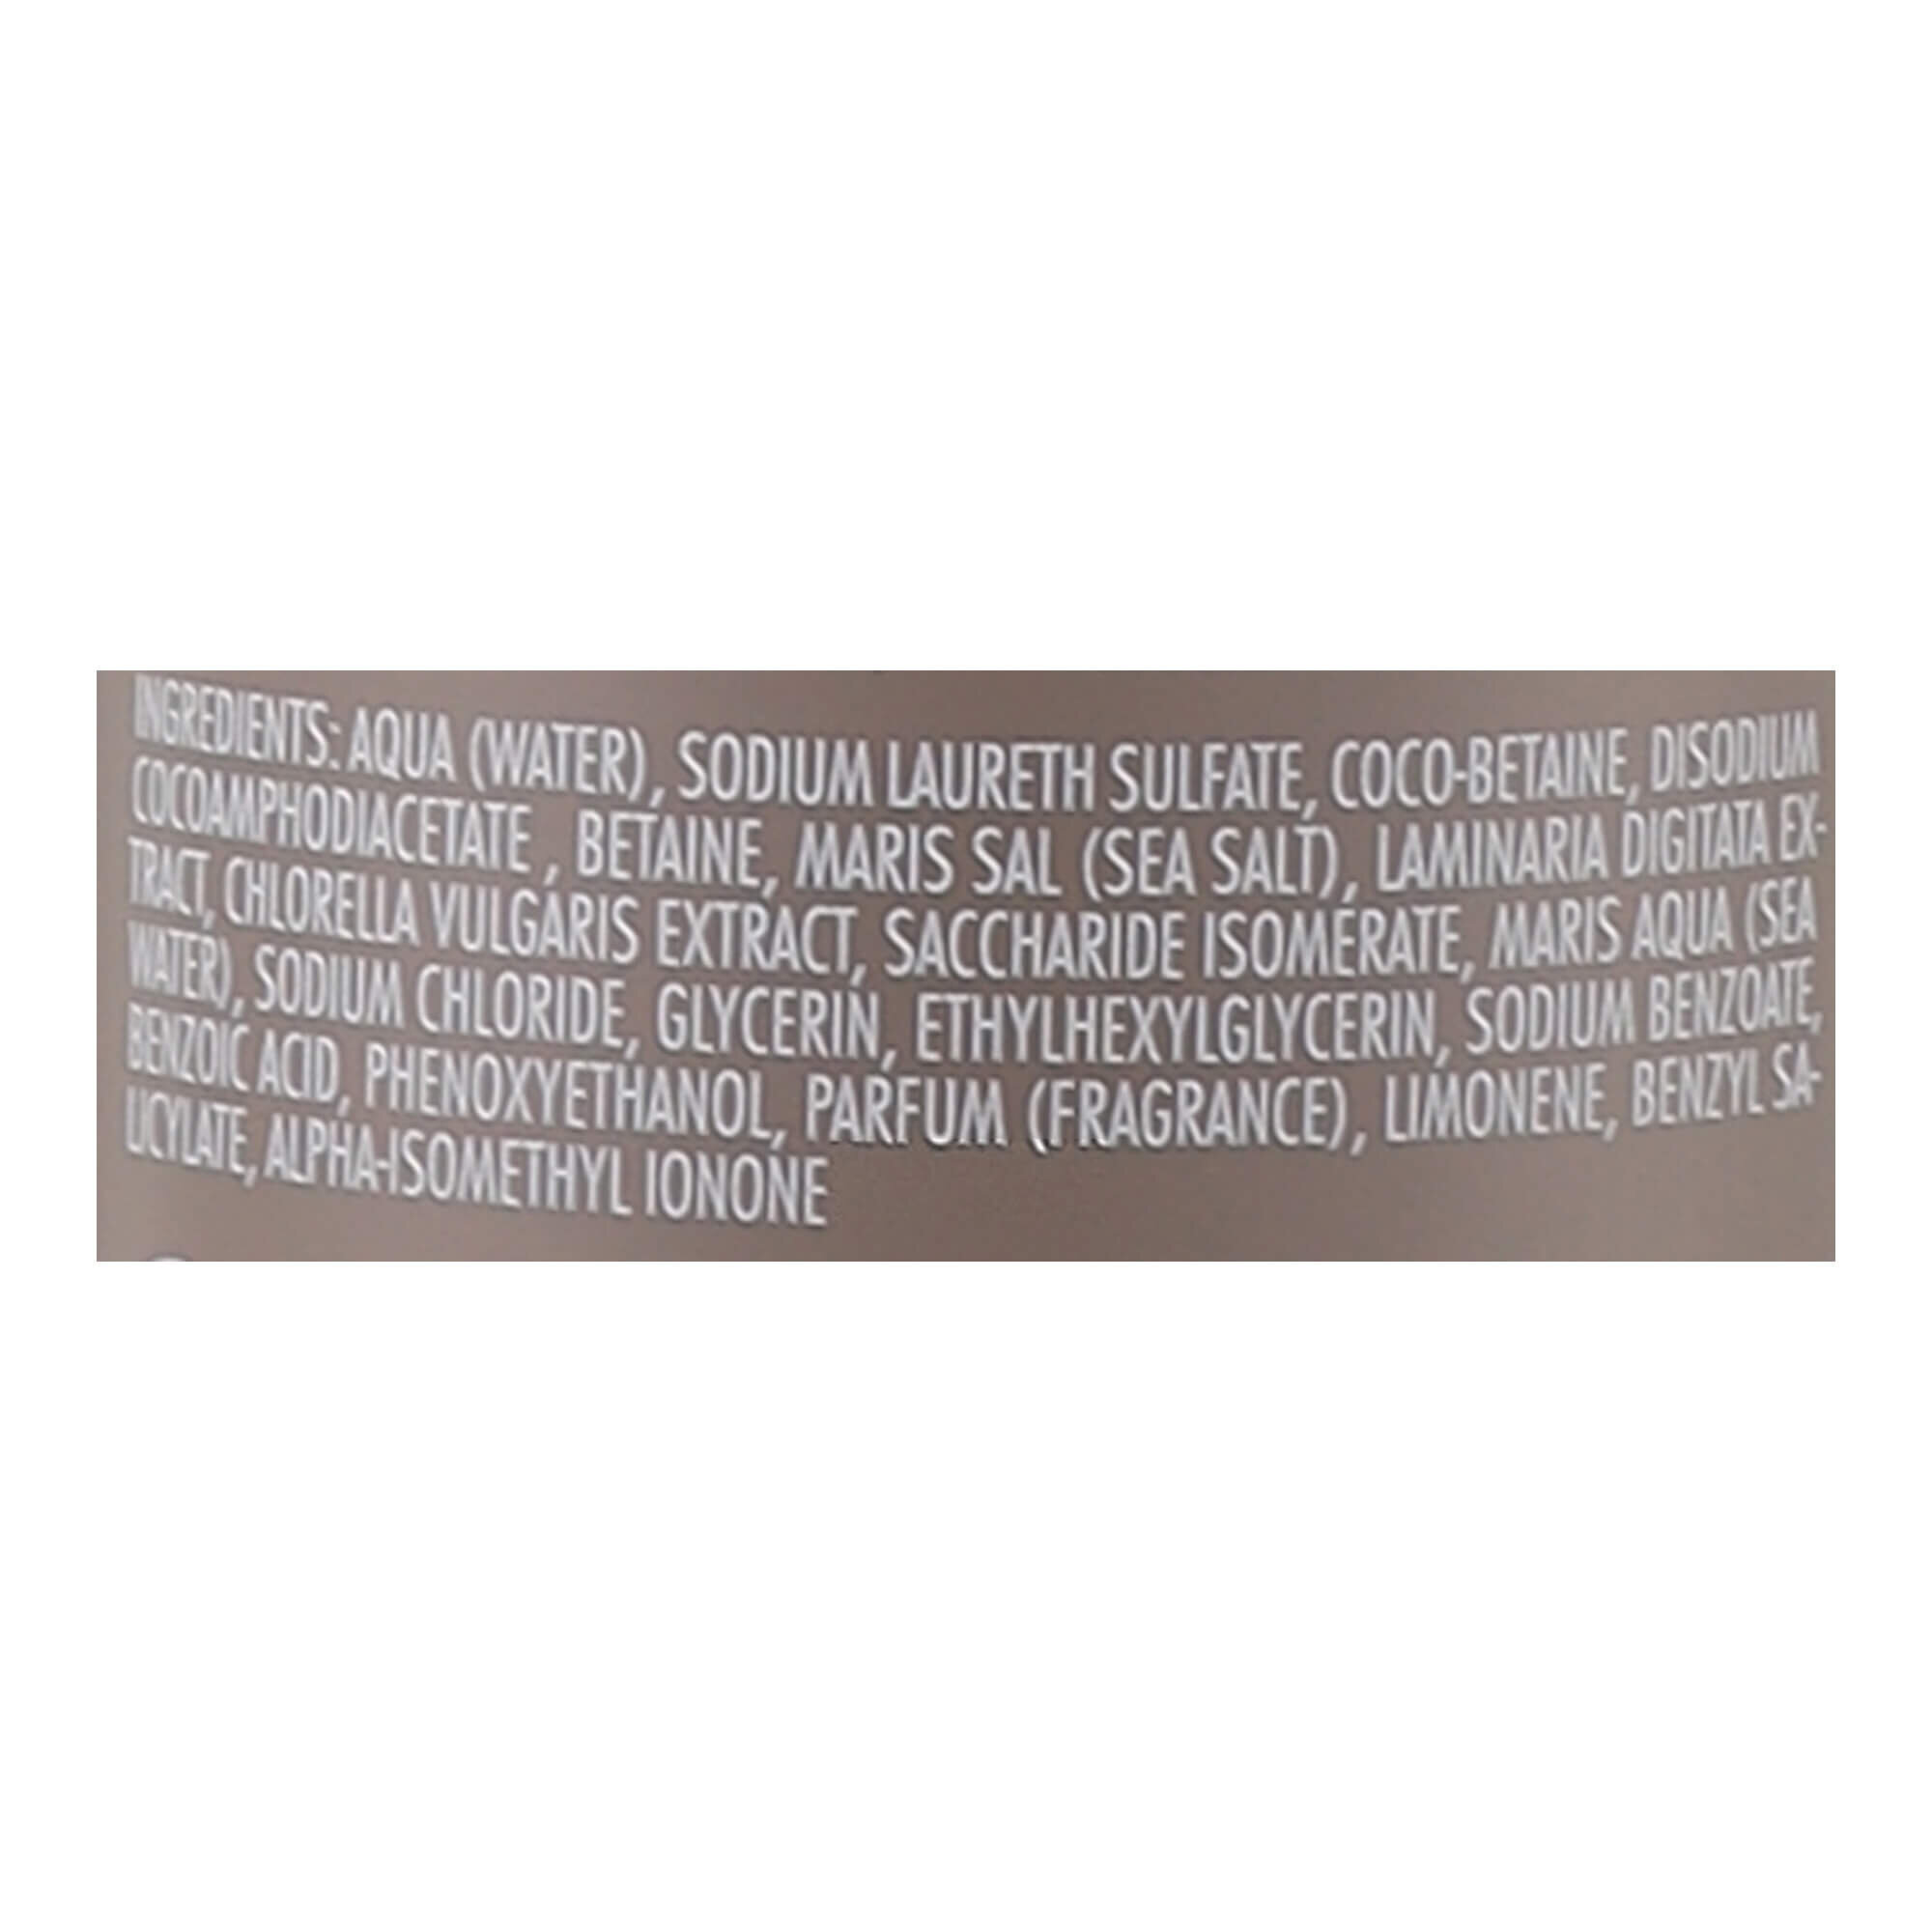 INGREDIENTS: AQUA (WATER), SODIUM LAURETH SULFATE, COCO-BETAINE, DISODIUM
COCOAMPHODIACETATE , BETAINE, MARIS SAL (SEA SALT), LAMINARIA DIGITATA EX-
TRACT, CHLORELLA VULGARIS EXTRACT, SACCHARIDE ISOMERATE, MARIS AQUA (SEA
WATER), SODIUM CHLORIDE, GLYCERIN, ETHYLHEXYLGLYCERIN, SODIUM BENZOATE,
BENZOIC ACID, PHENOXYETHANOL, PARFUM (FRAGRANCE), LIMONENE, BENZYL SA-
LICYLATE, ALPHA-ISOMETHYL IONONE